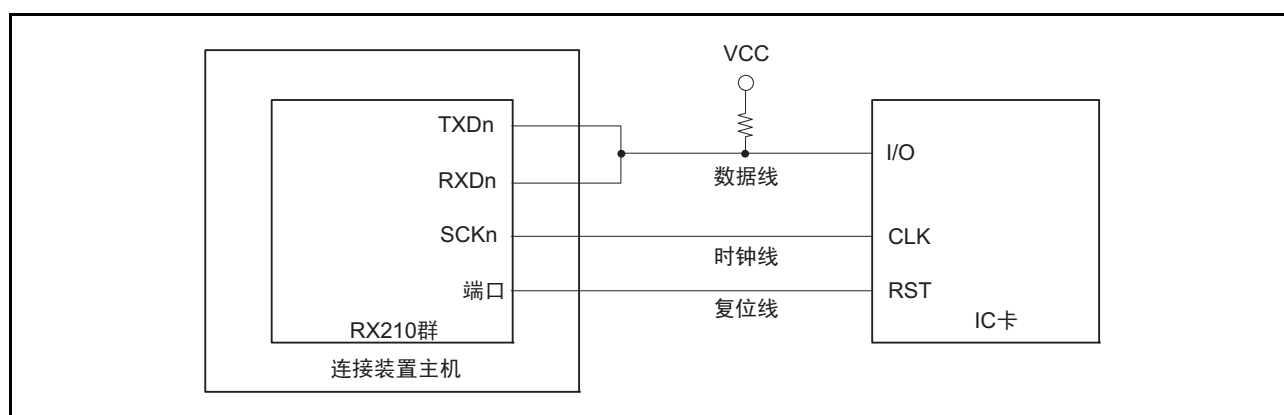 VCC
TXDn
I/O
RXDn
数据线
SCKn
CLK
时钟线
端口
RST
复位线
RX210群
IC卡
连接装置主机